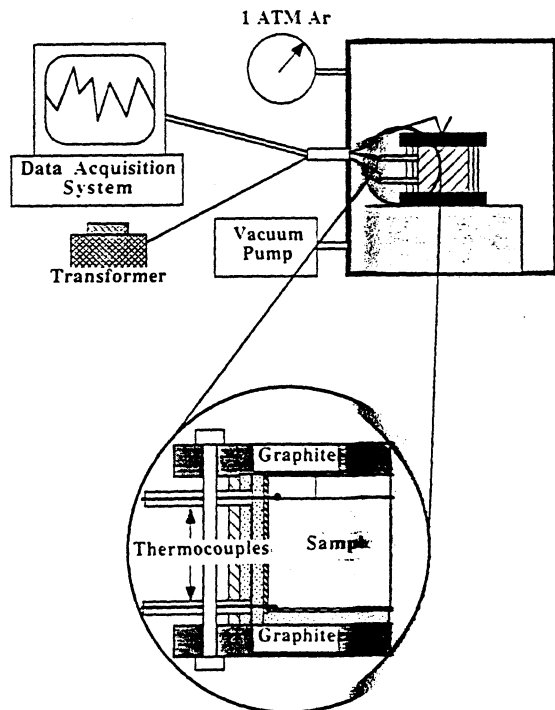 1 ATM Ar
Data Acquisition
System
Vacuum
Pump
Transformer
Graphite
Thermocouples
Sample
Graphite